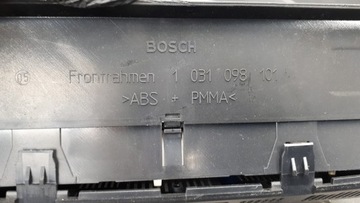 BOSCH
Frontrahmen 1 031 098 101
>ABS + PMMA<